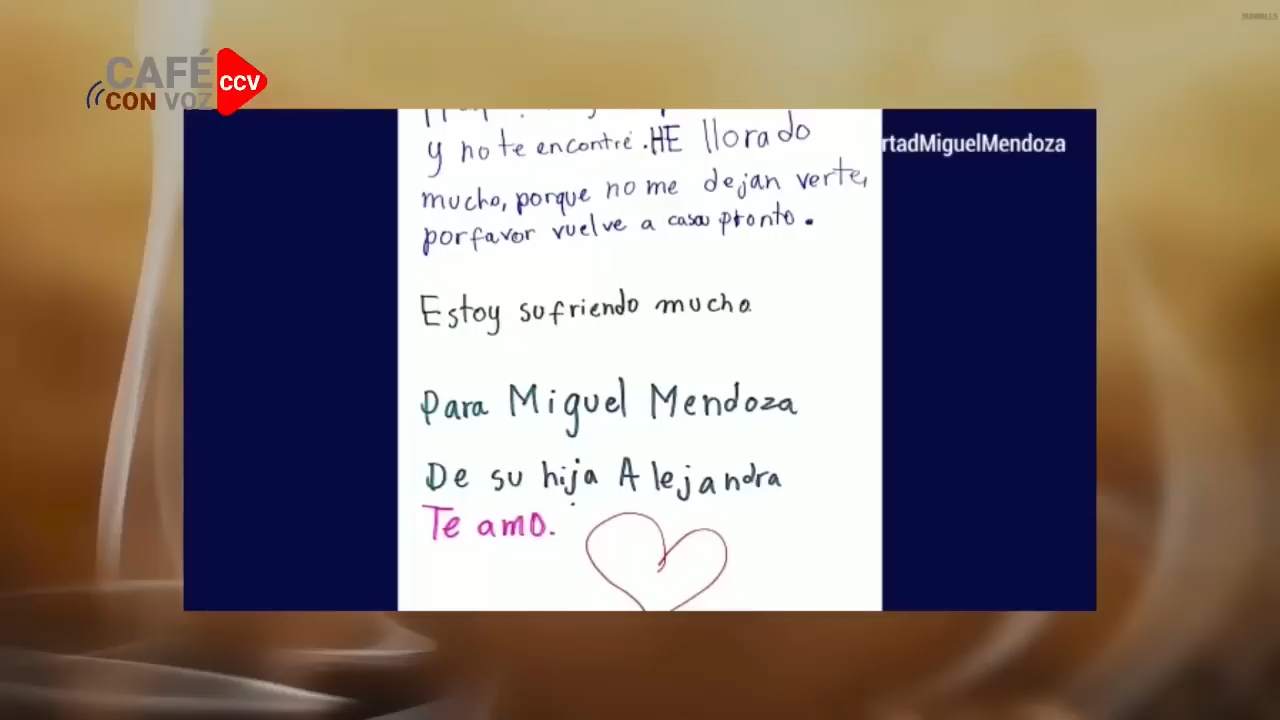 CAFÉ
CON VOZ
CCV
y no te encontré. HE llorado
mucho, porque no me dejan verte,
porfavor vuelve a casa pronto.
Estoy sufriendo mucho
Para Miguel Mendoza
De su hija Alejandra
Te amo.
rtadMiguelMendoza